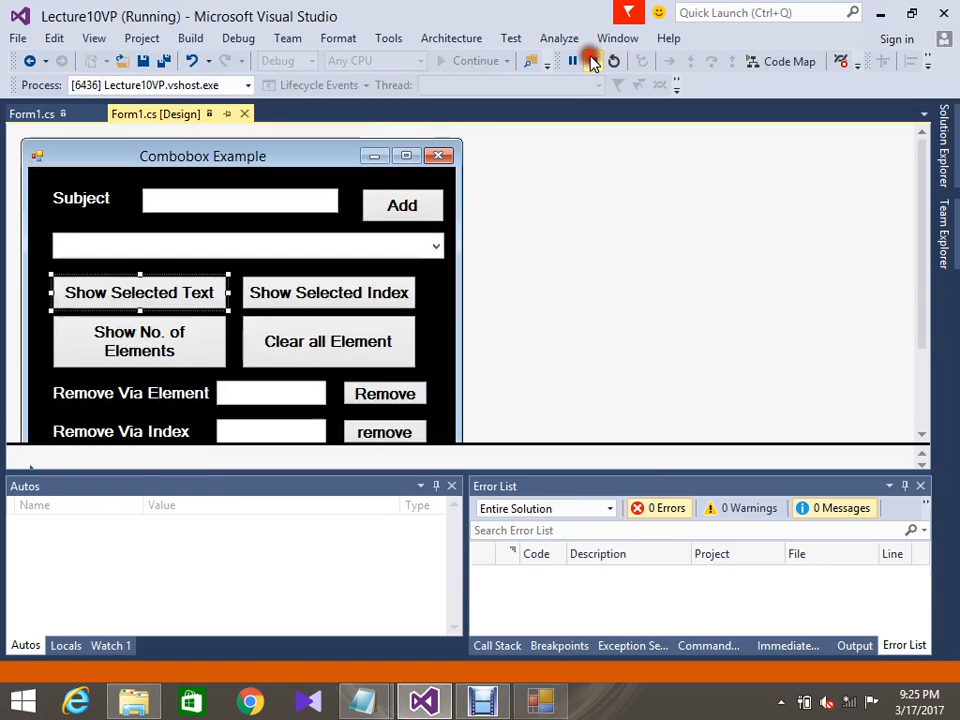 Lecture10VP (Running) - Microsoft Visual Studio
Quick Launch (Ctrl+Q)
File Edit View Project Build Debug Team Format Tools Architecture Test Analyze Window Help Sign in
Debug Any CPU Continue Code Map
Process: [6436] Lecture10VP.vshost.exe Lifecycle Events Thread:
Form1.cs Form1.cs [Design]
Solution Explorer
Team Explorer
Combobox Example
Subject Add
Show Selected Text Show Selected Index
Show No. of Elements Clear all Element
Remove Via Element Remove
Remove Via Index remove
Autos
Name Value Type
Autos Locals Watch 1
Error List
Entire Solution 0 Errors 0 Warnings 0 Messages
Search Error List
Code Description Project File Line
Call Stack Breakpoints Exception Se... Command... Immediate... Output Error List
9:25 PM
3/17/2017